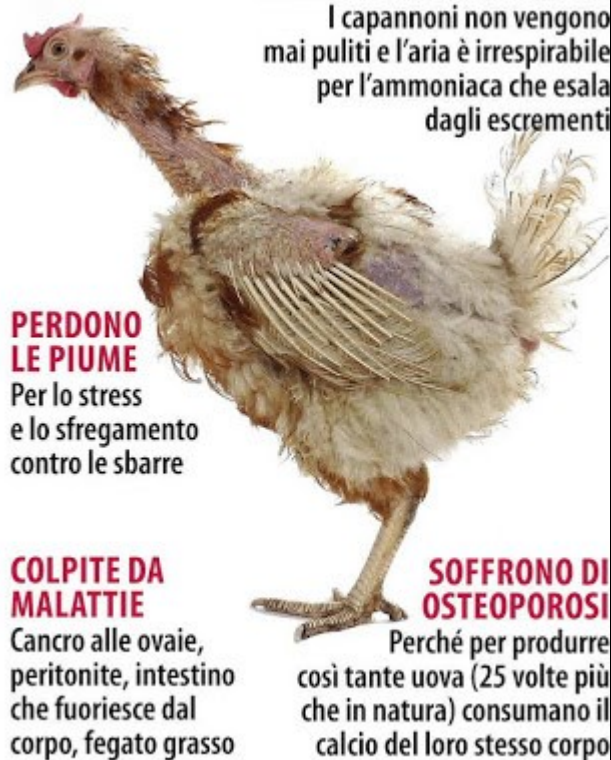 I capannoni non vengono
mai puliti e l'aria è irrespirabile
per l'ammoniaca che esala
dagli escrementi
PERDONO
LE PIUME
Per lo stress
e lo sfregamento
contro le sbarre
COLPITE DA
MALATTIE
Cancro alle ovaie,
peritonite, intestino
che fuoriesce dal
corpo, fegato grasso
SOFFRONO DI
OSTEOPOROSI
Perché per produrre
così tante uova (25 volte più
che in natura) consumano il
calcio del loro stesso corpo